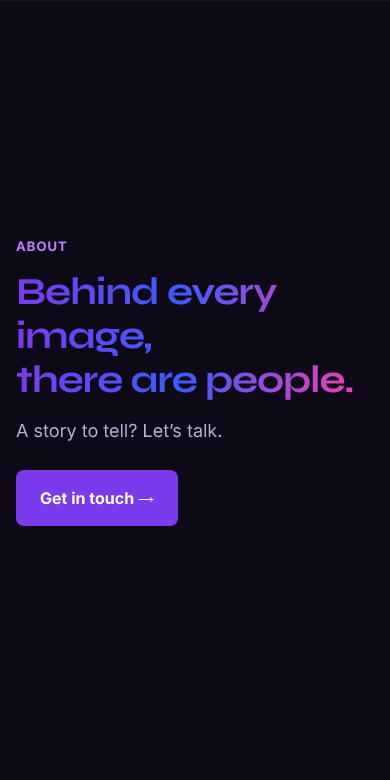 ABOUT
Behind every
image,
there are people.
A story to tell? Let’s talk.
Get in touch →